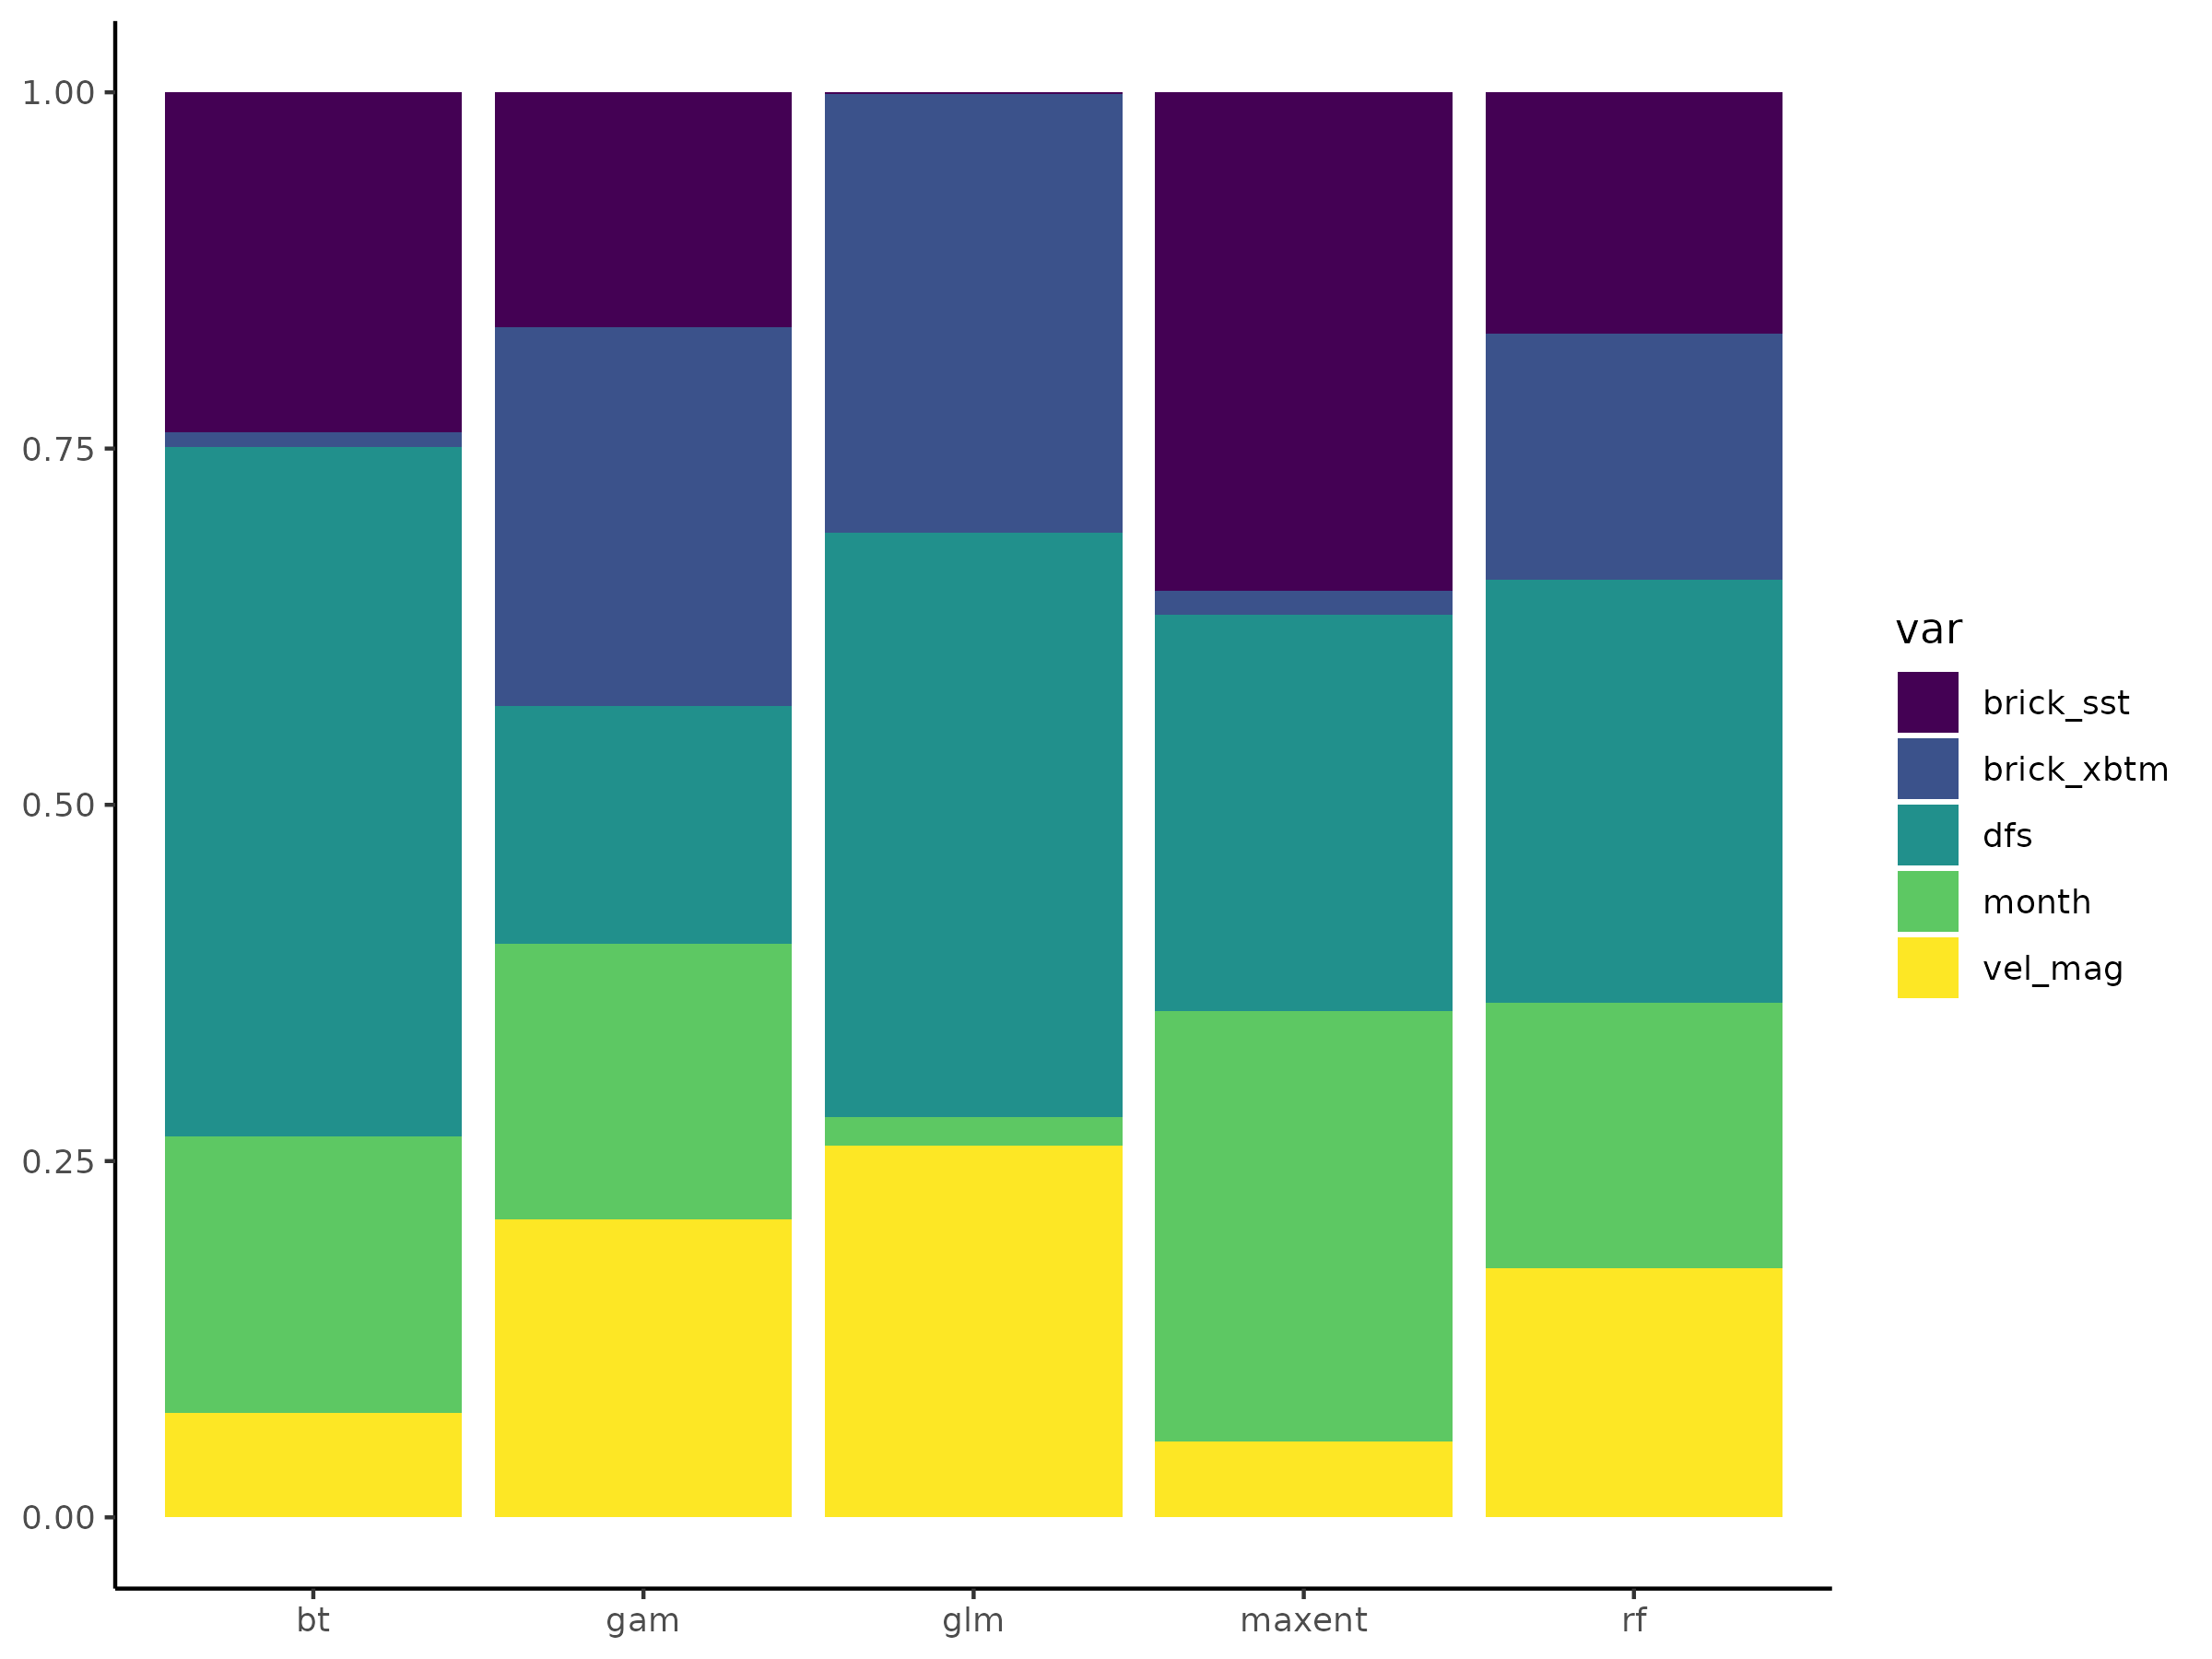 1.00
0.75
0.50
0.25
0.00
bt gam glm maxent rf
var
brick_sst
brick_xbtm
dfs
month
vel_mag